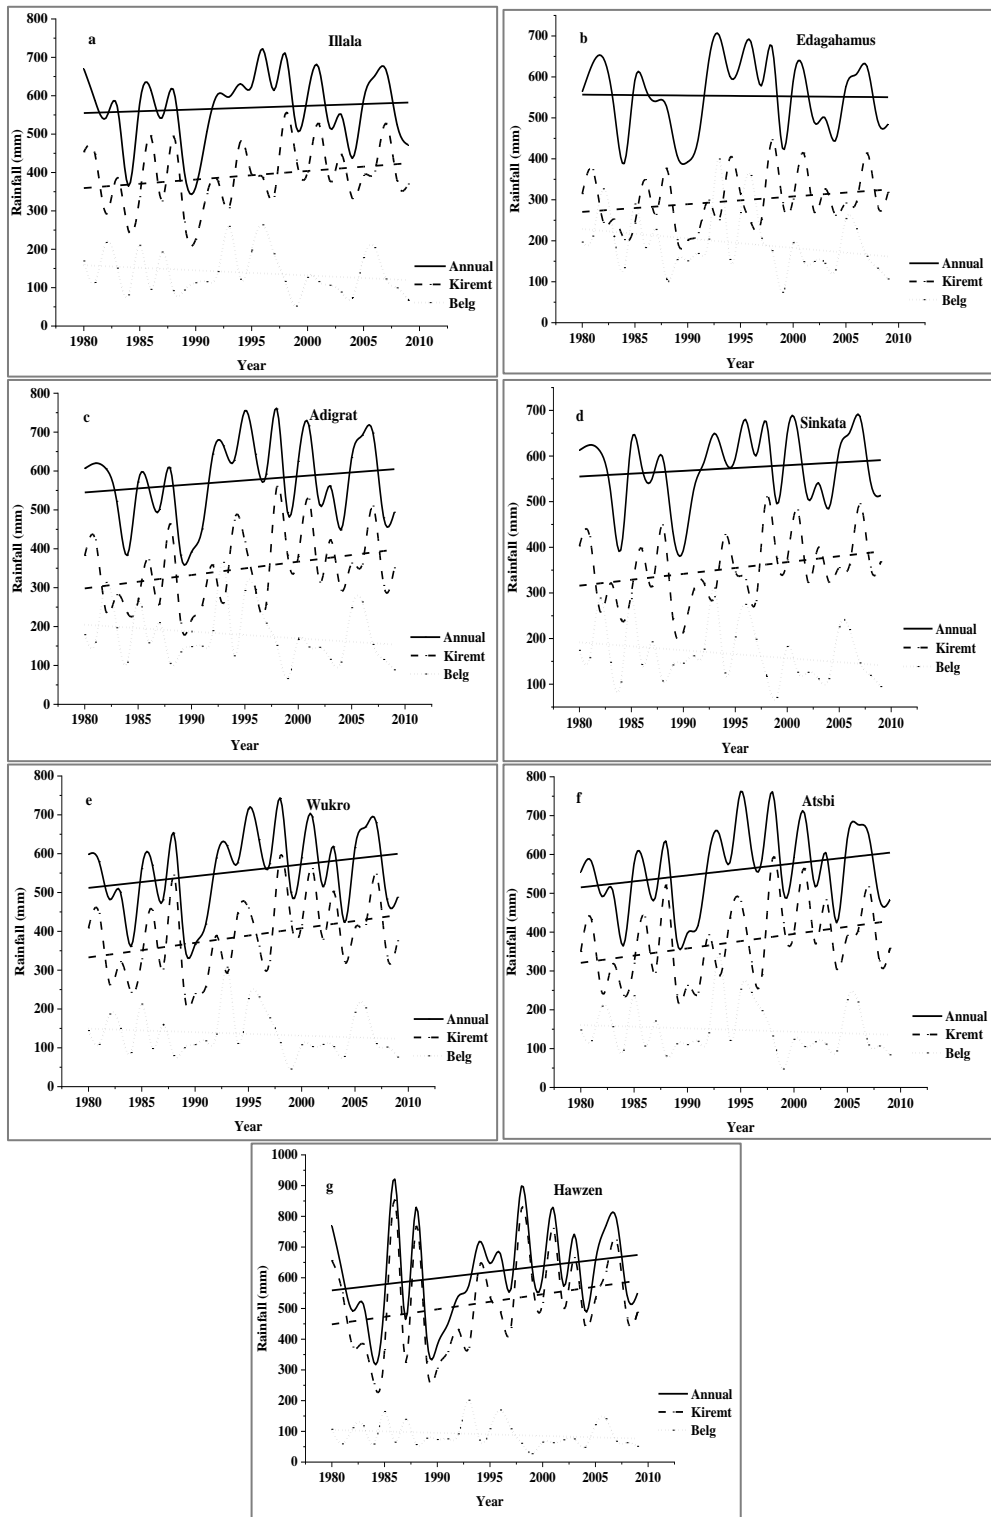 a
Illala
Rainfall (mm)
800
700
600
500
400
300
200
100
0
Annual
Kiremt
Belg
1980 1985 1990 1995 2000 2005 2010
Year
b
Edagahamus
Rainfall (mm)
700
600
500
400
300
200
100
0
Annual
Kiremt
Belg
1980 1985 1990 1995 2000 2005 2010
Year
c
Adigrat
Rainfall (mm)
800
700
600
500
400
300
200
100
0
Annual
Kiremt
Belg
1980 1985 1990 1995 2000 2005 2010
Year
d
Sinkata
Rainfall (mm)
700
600
500
400
300
200
100
Annual
Kiremt
Belg
1980 1985 1990 1995 2000 2005 2010
Year
e
Wukro
Rainfall (mm)
800
700
600
500
400
300
200
100
0
Annual
Kiremt
Belg
1980 1985 1990 1995 2000 2005 2010
Year
f
Atsbi
Rainfall (mm)
800
700
600
500
400
300
200
100
0
Annual
Kremt
Belg
1980 1985 1990 1995 2000 2005 2010
Year
g
Hawzen
Rainfall (mm)
1000
900
800
700
600
500
400
300
200
100
0
Annual
Kiremt
Belg
1980 1985 1990 1995 2000 2005 2010
Year